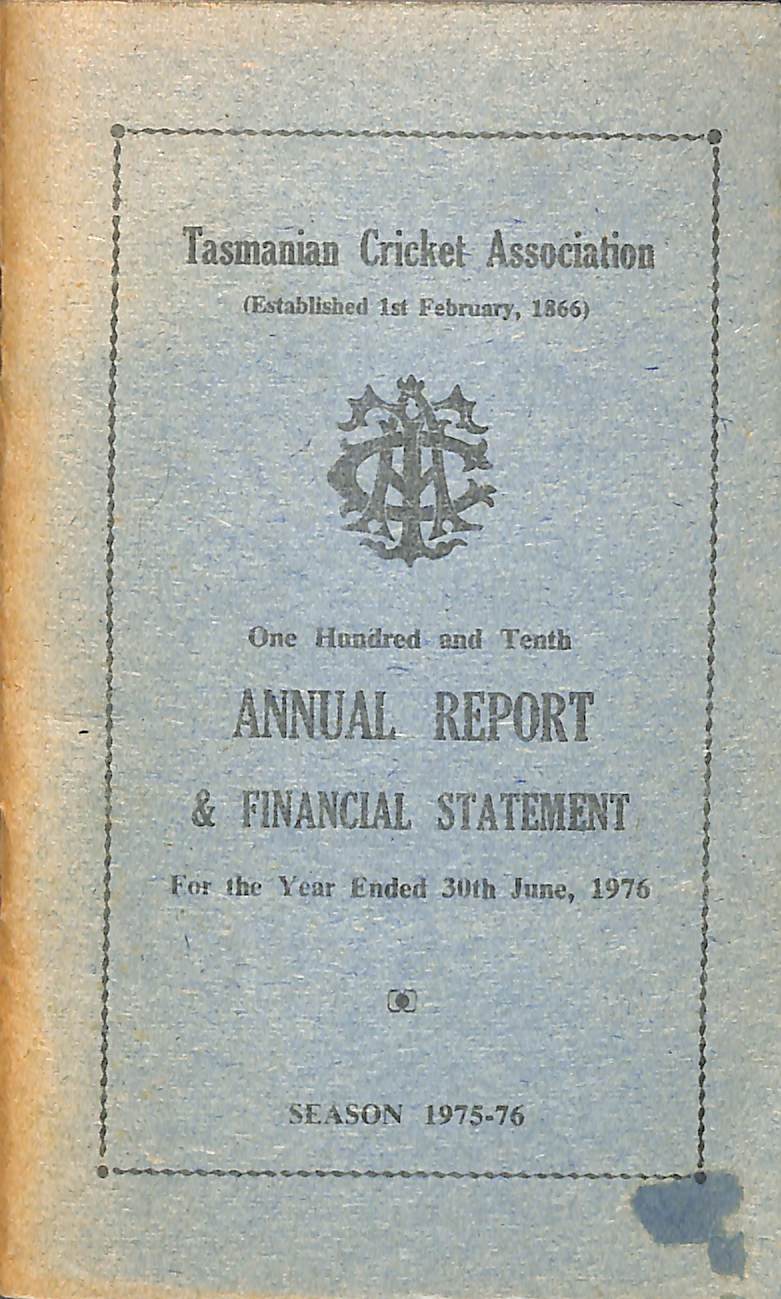 Tasmanian Cricket Association
(Established 1st February, 1866)
TCA
One Hundred and Tenth
ANNUAL REPORT
& FINANCIAL STATEMENT
For the Year Ended 30th June, 1976
SEASON 1975-76